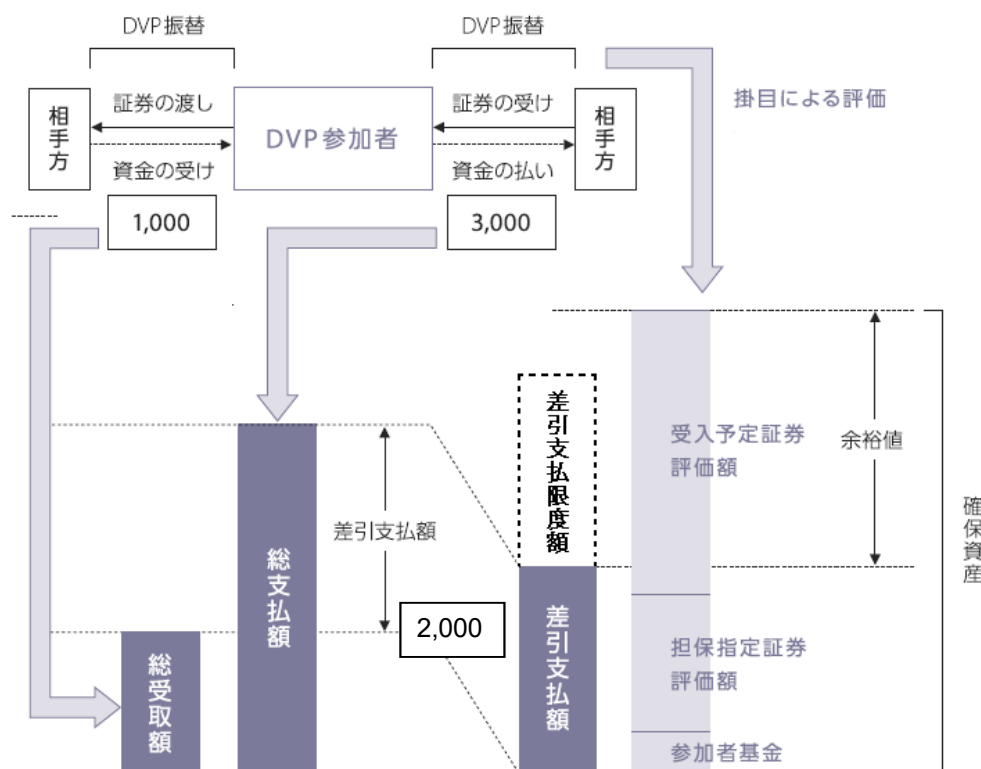 DVP振替
DVP振替
相手方
証券の渡し
資金の受け
DVP参加者
証券の受け
資金の払い
相手方
掛目による評価
1,000
3,000
差引支払限度額
受入予定証券
評価額
余裕値
確保資産
差引支払額
総支払額
2,000
差引支払額
担保指定証券
評価額
総受取額
参加者基金